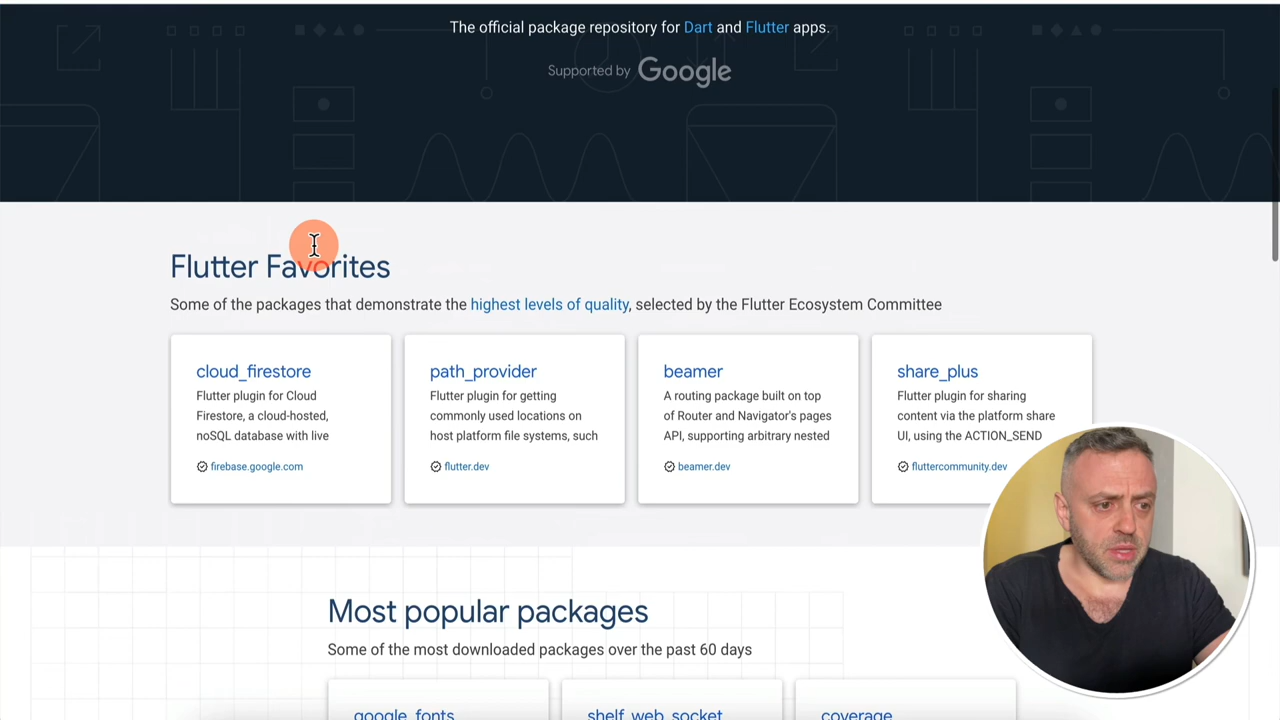 The official package repository for Dart and Flutter apps.
Supported by Google
Flutter Favorites
Some of the packages that demonstrate the highest levels of quality, selected by the Flutter Ecosystem Committee
cloud_firestore
Flutter plugin for Cloud
Firestore, a cloud-hosted,
noSQL database with live
firebase.google.com
path_provider
Flutter plugin for getting
commonly used locations on
host platform file systems, such
flutter.dev
beamer
A routing package built on top
of Router and Navigator's pages
API, supporting arbitrary nested
beamer.dev
share_plus
Flutter plugin for sharing
content via the platform share
UI, using the ACTION_SEND
fluttercommunity.dev
Most popular packages
Some of the most downloaded packages over the past 60 days
google_fonts
shelf_web_socket
coverage